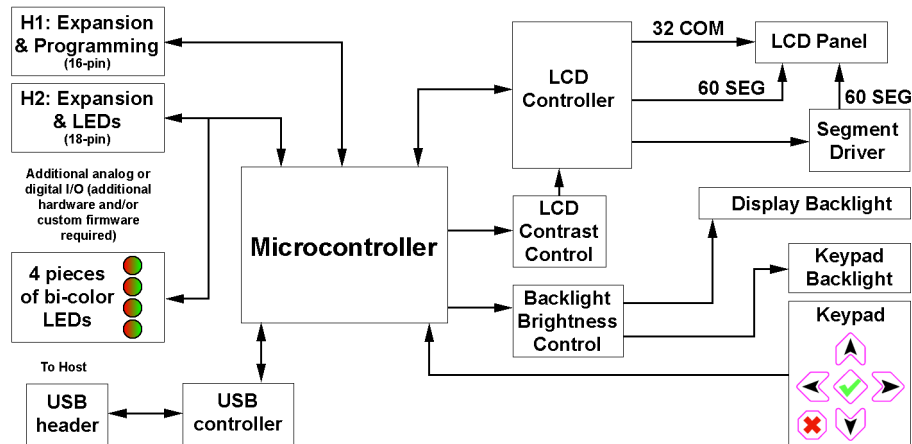 H1: Expansion
& Programming
(16-pin)
H2: Expansion
& LEDs
(18-pin)
Additional analog or
digital I/O (additional
hardware and/or
custom firmware
required)
4 pieces
of bi-color
LEDs
To Host
USB
header
USB
controller
Microcontroller
LCD
Controller
32 COM
60 SEG
LCD Panel
60 SEG
Segment
Driver
LCD
Contrast
Control
Display Backlight
Backlight
Brightness
Control
Keypad
Backlight
Keypad